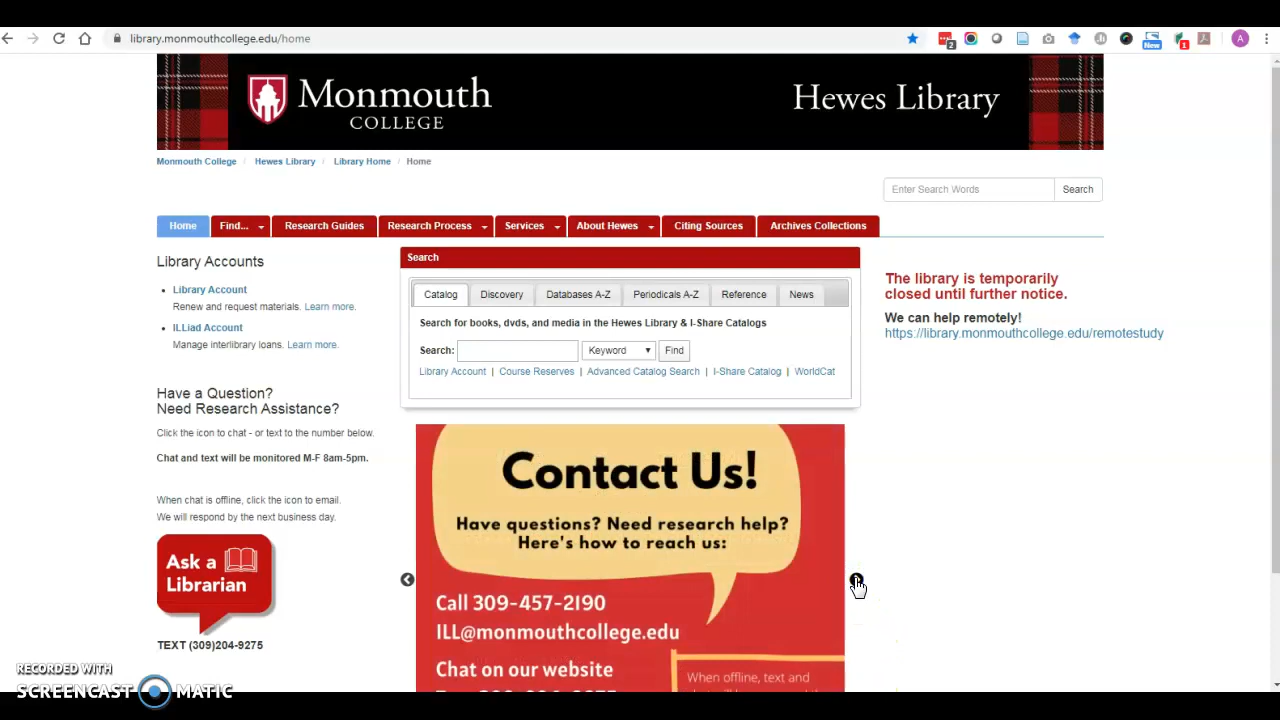 library.monmouthcollege.edu/home
2
New
1
A
Monmouth
COLLEGE
Hewes Library
Monmouth College / Hewes Library / Library Home / Home
Enter Search Words
Search
Home
Find...
Research Guides
Research Process
Services
About Hewes
Citing Sources
Archives Collections
Library Accounts
Library Account
Renew and request materials. Learn more.
ILLiad Account
Manage interlibrary loans. Learn more.
Have a Question?
Need Research Assistance?
Click the icon to chat - or text to the number below.
Chat and text will be monitored M-F 8am-5pm.
When chat is offline, click the icon to email.
We will respond by the next business day.
Ask a
Librarian
TEXT (309)204-9275
Search
Catalog
Discovery
Databases A-Z
Periodicals A-Z
Reference
News
Search for books, dvds, and media in the Hewes Library & I-Share Catalogs
Search:
Keyword
Find
Library Account | Course Reserves | Advanced Catalog Search | I-Share Catalog | WorldCat
Contact Us!
Have questions? Need research help?
Here's how to reach us:
Call 309-457-2190
ILL@monmouthcollege.edu
Chat on our website
When offline, text and
The library is temporarily
closed until further notice.
We can help remotely!
https://library.monmouthcollege.edu/remotestudy
RECORDED WITH
SCREENCAST MATIC